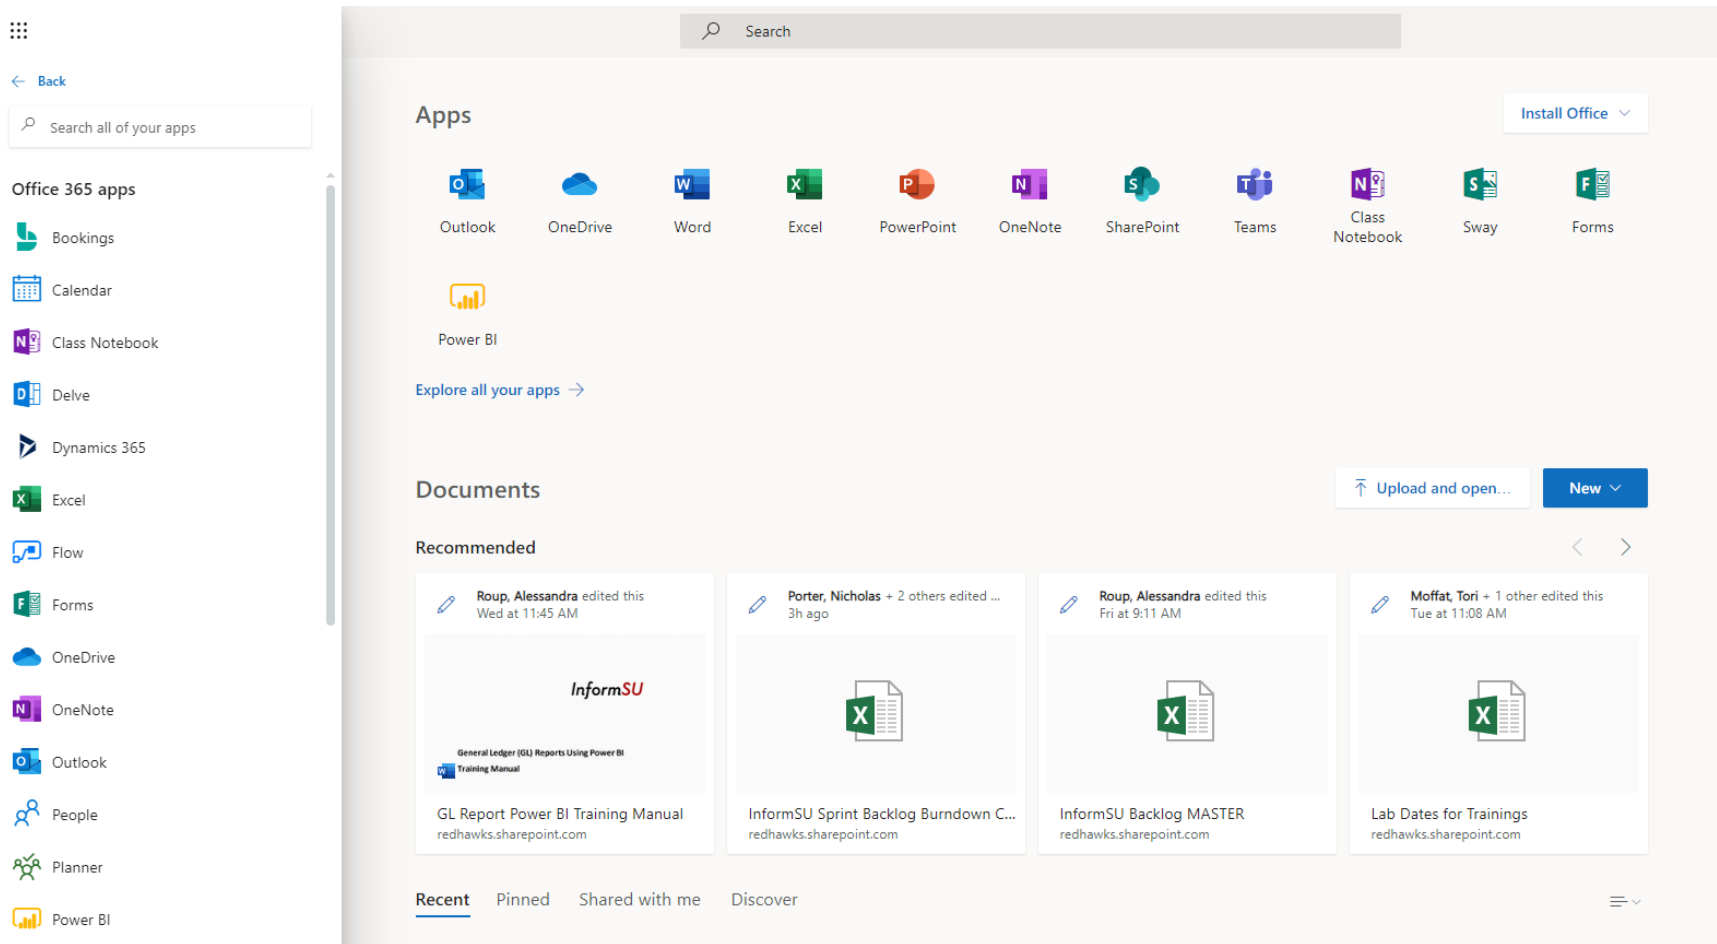 Back
Search all of your apps
Office 365 apps
Bookings
Calendar
Class Notebook
Delve
Dynamics 365
Excel
Flow
Forms
OneDrive
OneNote
Outlook
People
Planner
Power BI
Search
Apps
Install Office
Outlook
OneDrive
Word
Excel
PowerPoint
OneNote
SharePoint
Teams
Class
Notebook
Sway
Forms
Power BI
Explore all your apps
Documents
Upload and open...
New
Recommended
Roup, Alessandra edited this
Wed at 11:45 AM
InformSU
General Ledger (GL) Reports Using Power BI
Training Manual
GL Report Power BI Training Manual
redhawks.sharepoint.com
Porter, Nicholas + 2 others edited ...
3h ago
InformSU Sprint Backlog Burndown C...
redhawks.sharepoint.com
Roup, Alessandra edited this
Fri at 9:11 AM
InformSU Backlog MASTER
redhawks.sharepoint.com
Moffat, Tori + 1 other edited this
Tue at 11:08 AM
Lab Dates for Trainings
redhawks.sharepoint.com
Recent Pinned Shared with me Discover